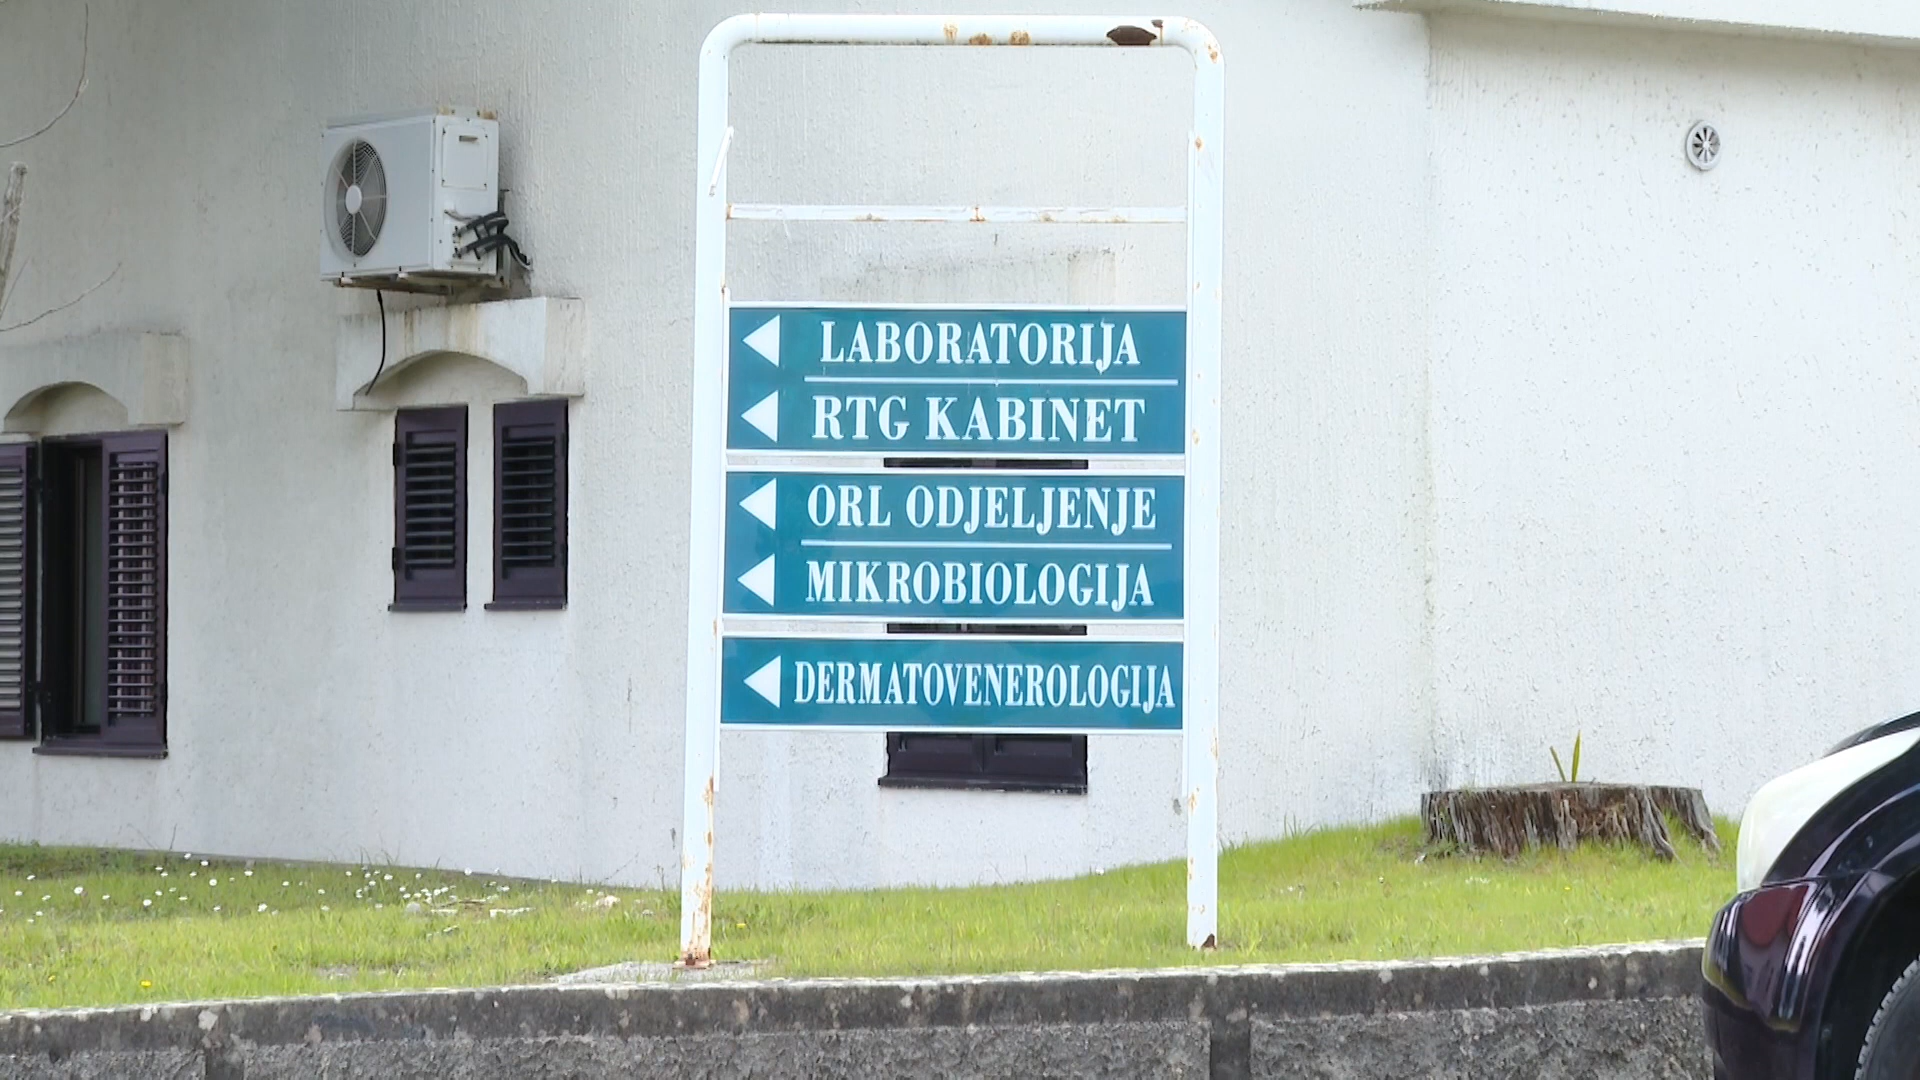 LABORATORIJA
RTG KABINET
ORL ODJELJENJE
MIKROBIOLOGIJA
DERMATOVENEROLOGIJA